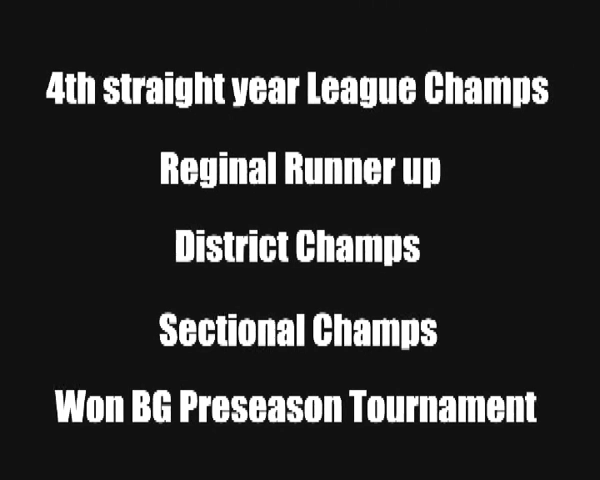 4th straight year League Champs
Reginal Runner up
District Champs
Sectional Champs
Won BG Preseason Tournament